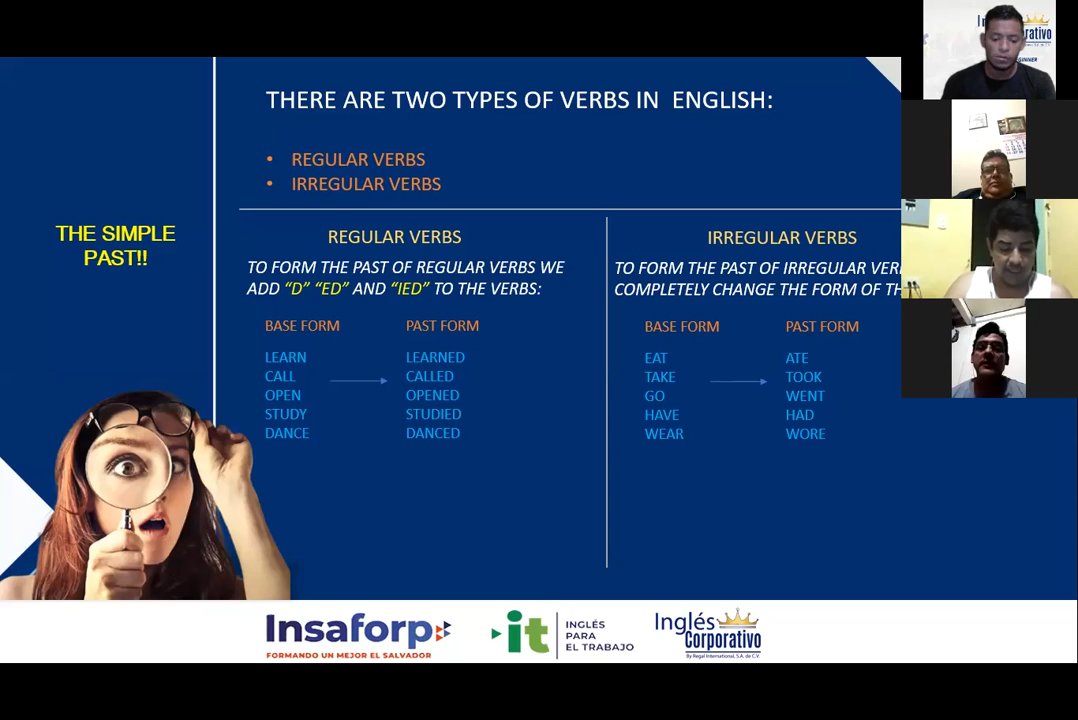 THERE ARE TWO TYPES OF VERBS IN ENGLISH:
• REGULAR VERBS
• IRREGULAR VERBS
THE SIMPLE
PAST!!
REGULAR VERBS
TO FORM THE PAST OF REGULAR VERBS WE
ADD “D” “ED” AND “IED” TO THE VERBS:
BASE FORM PAST FORM
LEARN LEARNED
CALL CALLED
OPEN OPENED
STUDY STUDIED
DANCE DANCED
IRREGULAR VERBS
TO FORM THE PAST OF IRREGULAR
COMPLETELY CHANGE THE FORM OF
BASE FORM PAST FORM
EAT ATE
TAKE TOOK
GO WENT
HAVE HAD
WEAR WORE
Insaforp
FORMANDO UN MEJOR EL SALVADOR
it
INGLÉS
PARA
EL TRABAJO
Inglés
Corporativo
By Regal International, S.A. de C.V.